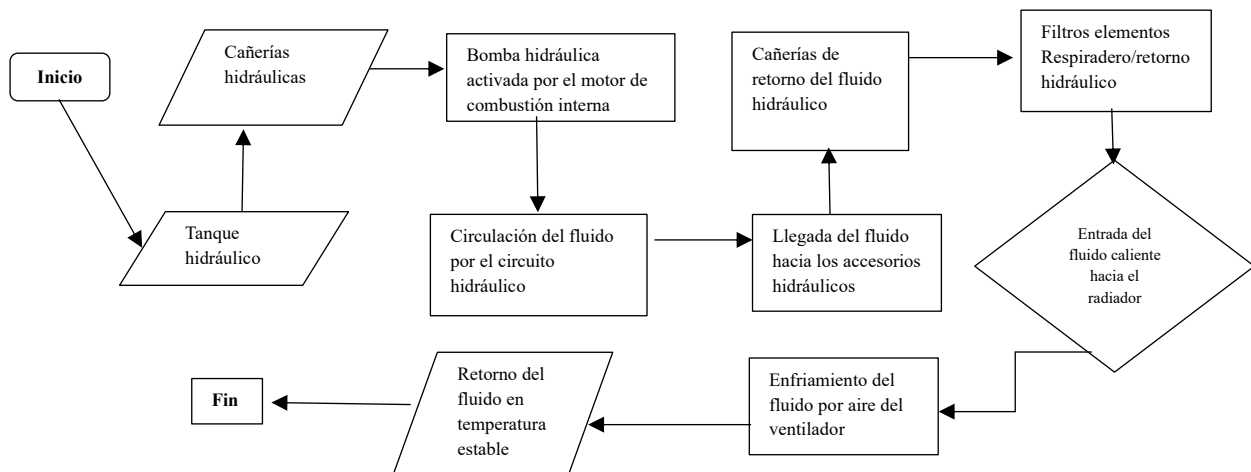 Inicio
Tanque
hidráulico
Cañerías
hidráulicas
Bomba hidráulica
activada por el motor de
combustión interna
Circulación del fluido
por el circuito
hidráulico
Llegada del fluido
hacia los accesorios
hidráulicos
Cañerías de
retorno del fluido
hidráulico
Filtros elementos
Respiradero/retorno
hidráulico
Entrada del
fluido caliente
hacia el
radiador
Enfriamiento del
fluido por aire del
ventilador
Retorno del
fluido en
temperatura
estable
Fin